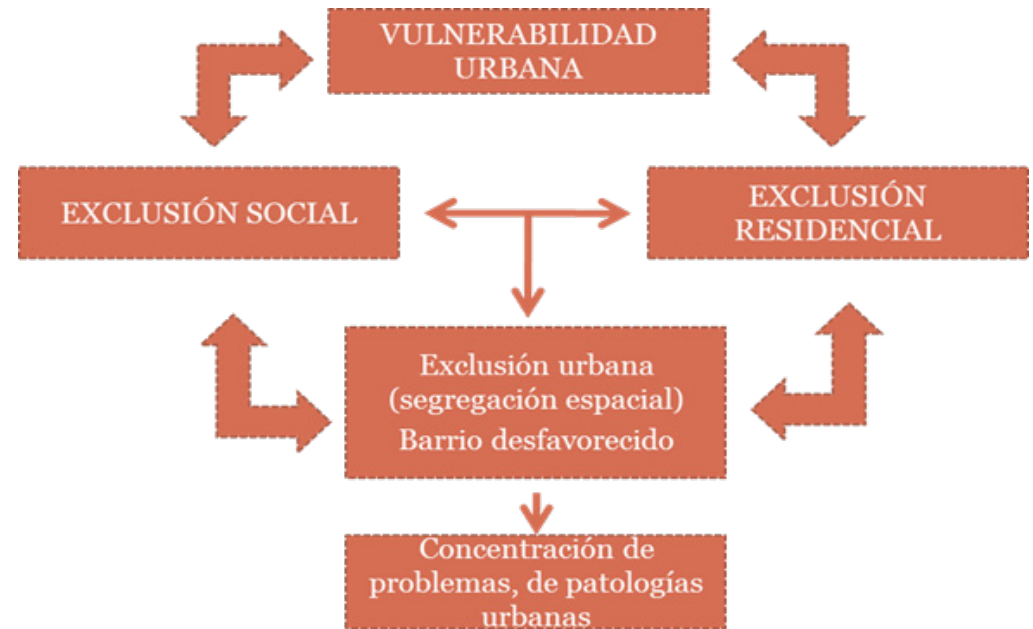 VULNERABILIDAD
URBANA
EXCLUSIÓN SOCIAL
EXCLUSIÓN
RESIDENCIAL
Exclusión urbana
(segregación espacial)
Barrio desfavorecido
Concentración de
problemas, de patologías
urbanas